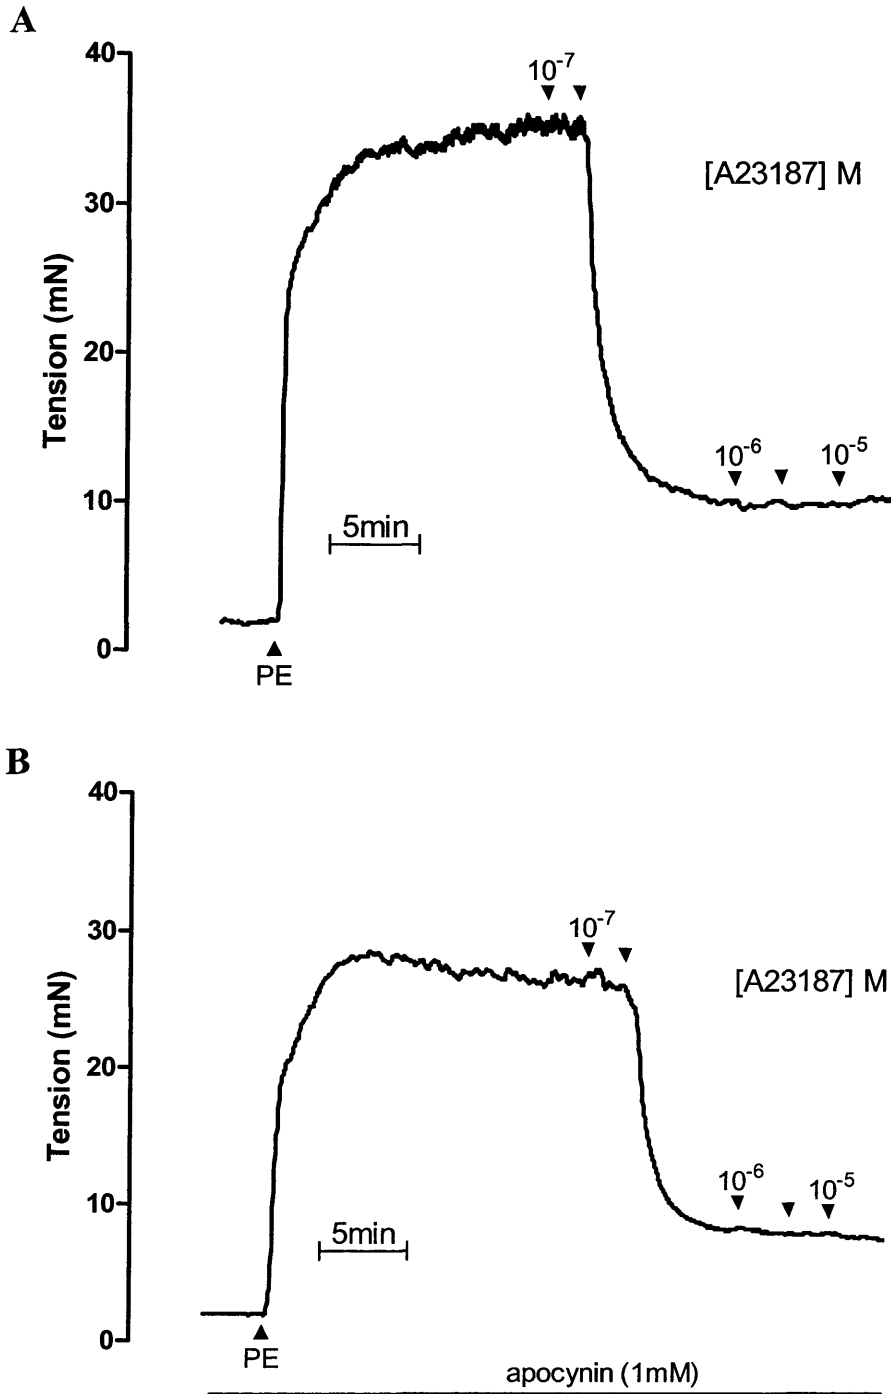 A
40
10⁻⁷
[A23187] M
30
Tension (mN)
20
10⁻⁶ 10⁻⁵
10
5min
0
PE
B
40
30
10⁻⁷
[A23187] M
Tension (mN)
20
10⁻⁶ 10⁻⁵
10
5min
0
PE
apocynin (1mM)